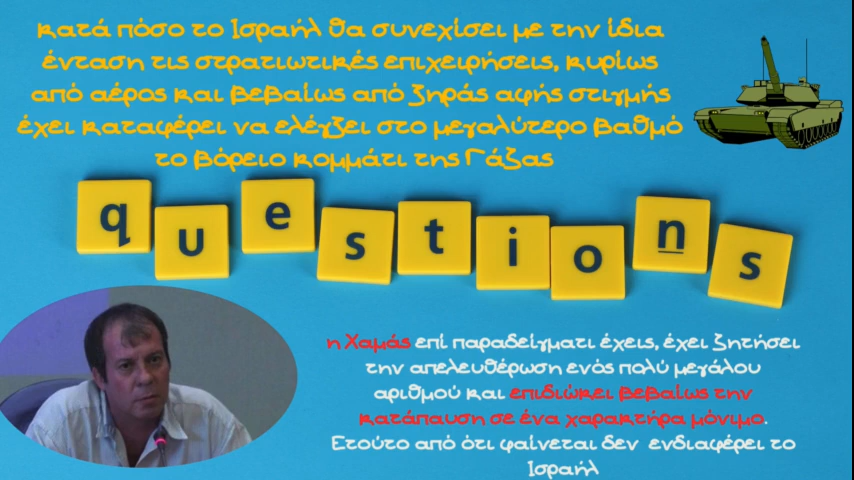 κατά πόσο το Ισραήλ θα συνεχίσει με την ίδια
ένταση τις στρατιωτικές επιχειρήσεις, κυρίως
από αέρος και βεβαίως από ξηράς αφής στιγμής
έχει καταφέρει να ελέγξει στο μεγαλύτερο βαθμό
το βόρειο κομμάτι της Γάζας
questions
η Χαμάς επί παραδείγματι έχεις, έχει ζητήσει
την απελευθέρωση ενός πολύ μεγάλου
αριθμού και επιδιώκει βεβαίως την
κατάπαυση σε ένα χαρακτήρα μόνιμο.
Ετούτο από ότι φαίνεται δεν ενδιαφέρει το
Ισραήλ